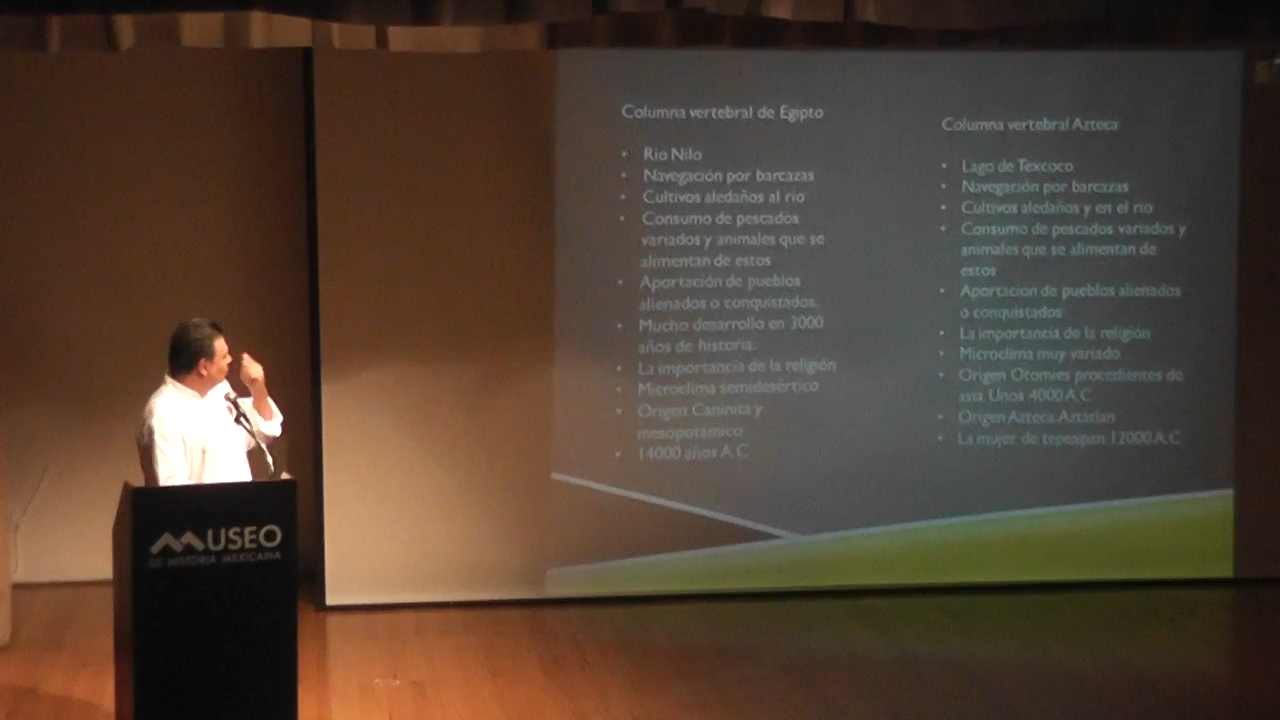 Columna vertebral de Egipto
• Rio Nilo
• Navegación por barcazas
• Cultivos aledaños al rio
• Consumo de pescados
variados y animales que se
alimentan de estos
• Aportación de pueblos
alienados o conquistados.
• Mucho desarrollo en 3000
años de historia.
• La importancia de la religión
• Microclima semidesértico
• Origen Caninita y
mesopotamico
• 14000 años A.C
Columna vertebral Azteca
• Lago de Texcoco
• Navegación por barcazas
• Cultivos aledaños y en el rio
• Consumo de pescados variados y
animales que se alimentan de
estos
• Aportación de pueblos alienados
o conquistados
• La importancia de la religión
• Microclima muy variado
• Origen Otomies procedientes de
asia. Unos 4000 A.C
• Origen Azteca. Aztatlan
• La mujer de tepexpan 12000 A.C
MUSEO
DE HISTORIA MEXICANA